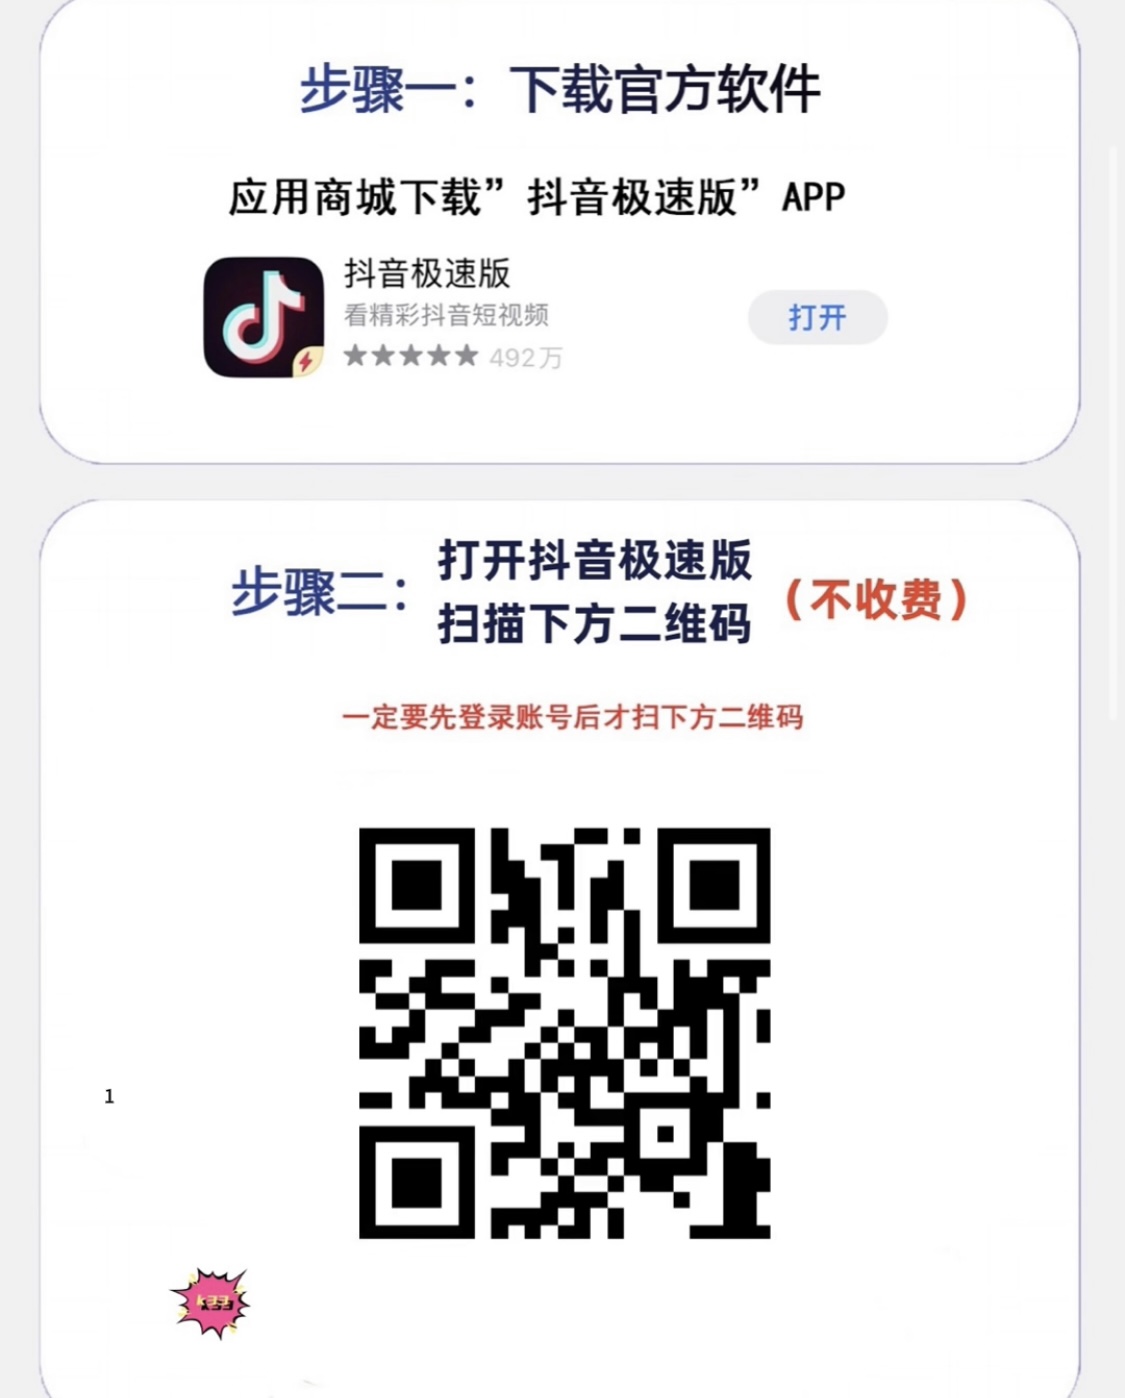 步骤一：下载官方软件
应用商城下载”抖音极速版”APP
抖音极速版
看精彩抖音短视频
492万
打开
步骤二：
打开抖音极速版
扫描下方二维码
（不收费）
一定要先登录账号后才扫下方二维码
1
k33